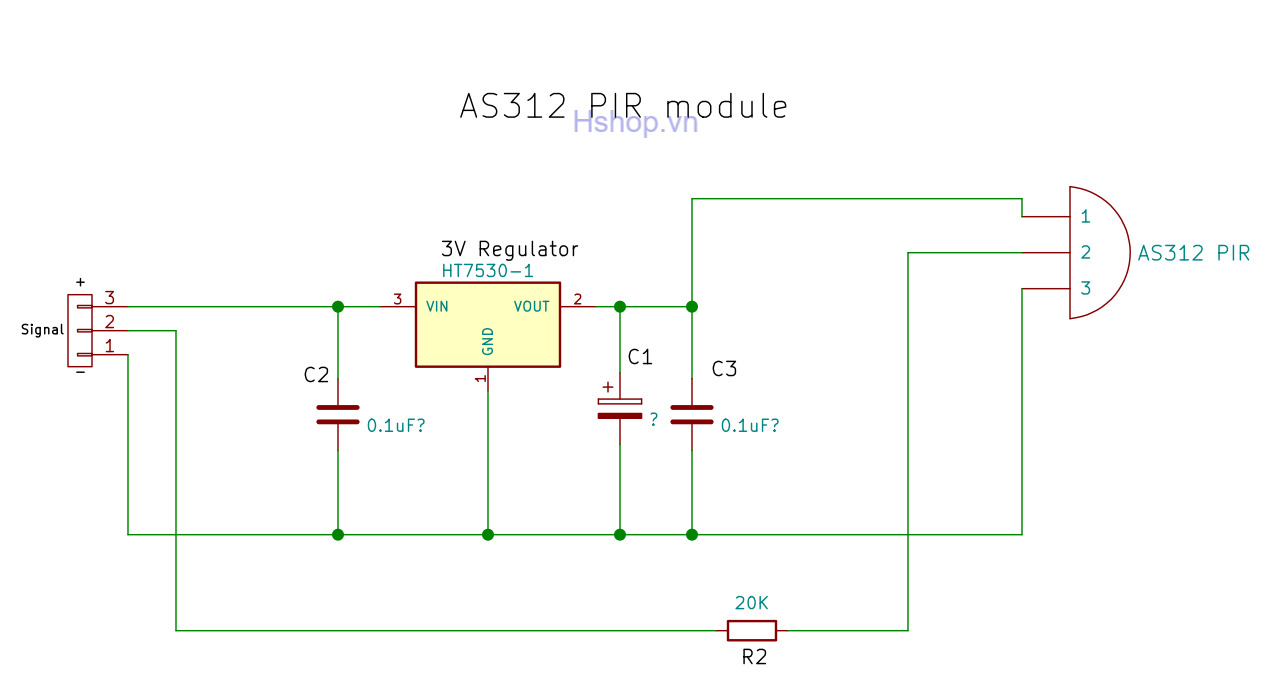 AS312 PIR module
Hshop.vn
1
2
AS312 PIR
3
3V Regulator
HT7530-1
+
3
3
VIN
VOUT
2
Signal
2
1
GND
−
1
C1
C2
C3
+
0.1uF?
?
0.1uF?
20K
R2